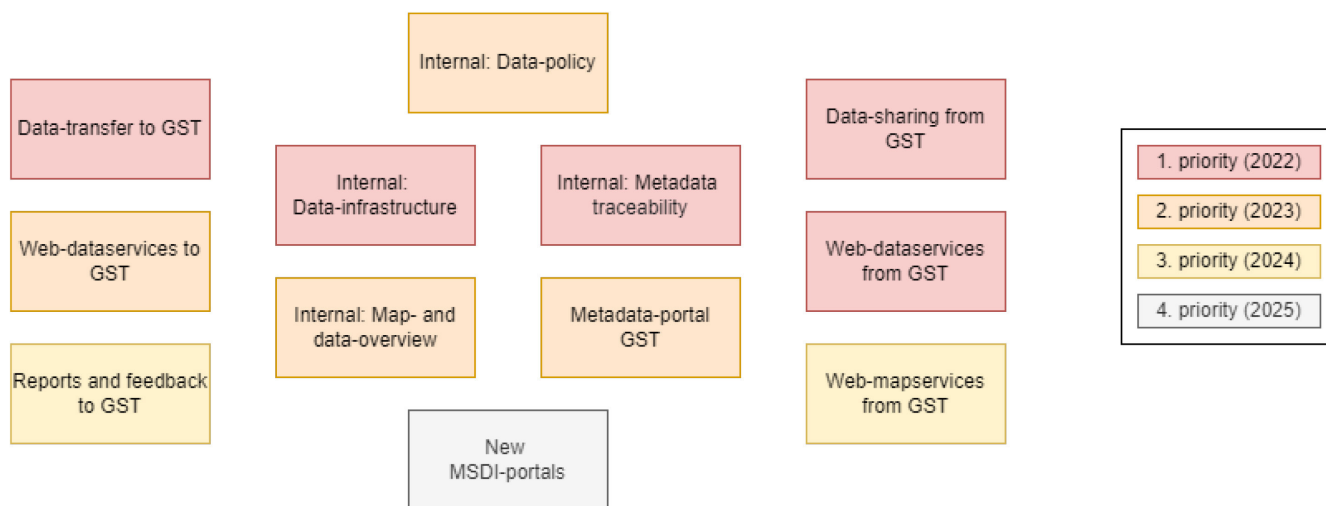 Internal: Data-policy
Data-transfer to GST
Data-sharing from
GST
Internal:
Data-infrastructure
Internal: Metadata
traceability
Web-dataservices to
GST
Web-dataservices
from GST
Internal: Map- and
data-overview
Metadata-portal
GST
Reports and feedback
to GST
Web-mapservices
from GST
New
MSDI-portals
1. priority (2022)
2. priority (2023)
3. priority (2024)
4. priority (2025)